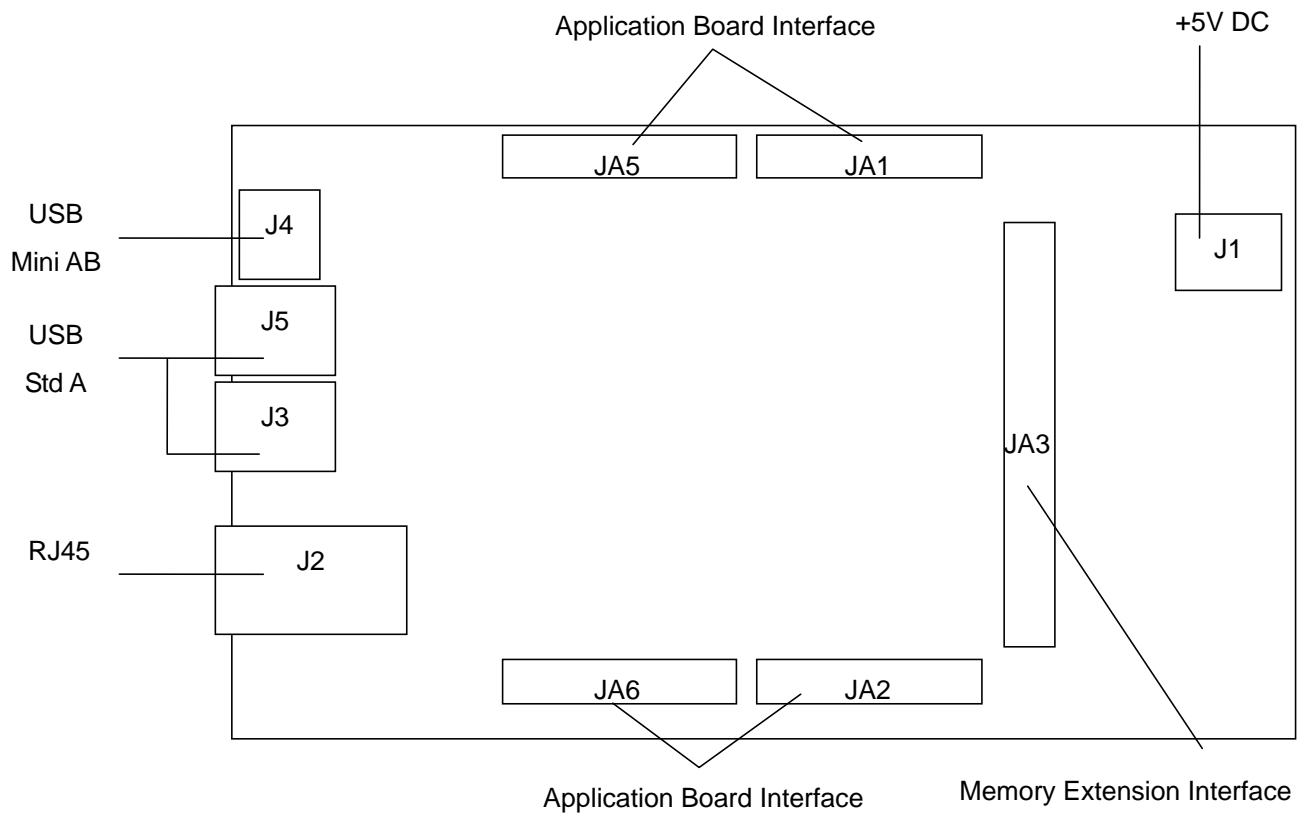 Application Board Interface
+5V DC
JA5
JA1
USB
Mini AB
J4
J1
USB
Std A
J5
J3
JA3
RJ45
J2
JA6
JA2
Application Board Interface
Memory Extension Interface